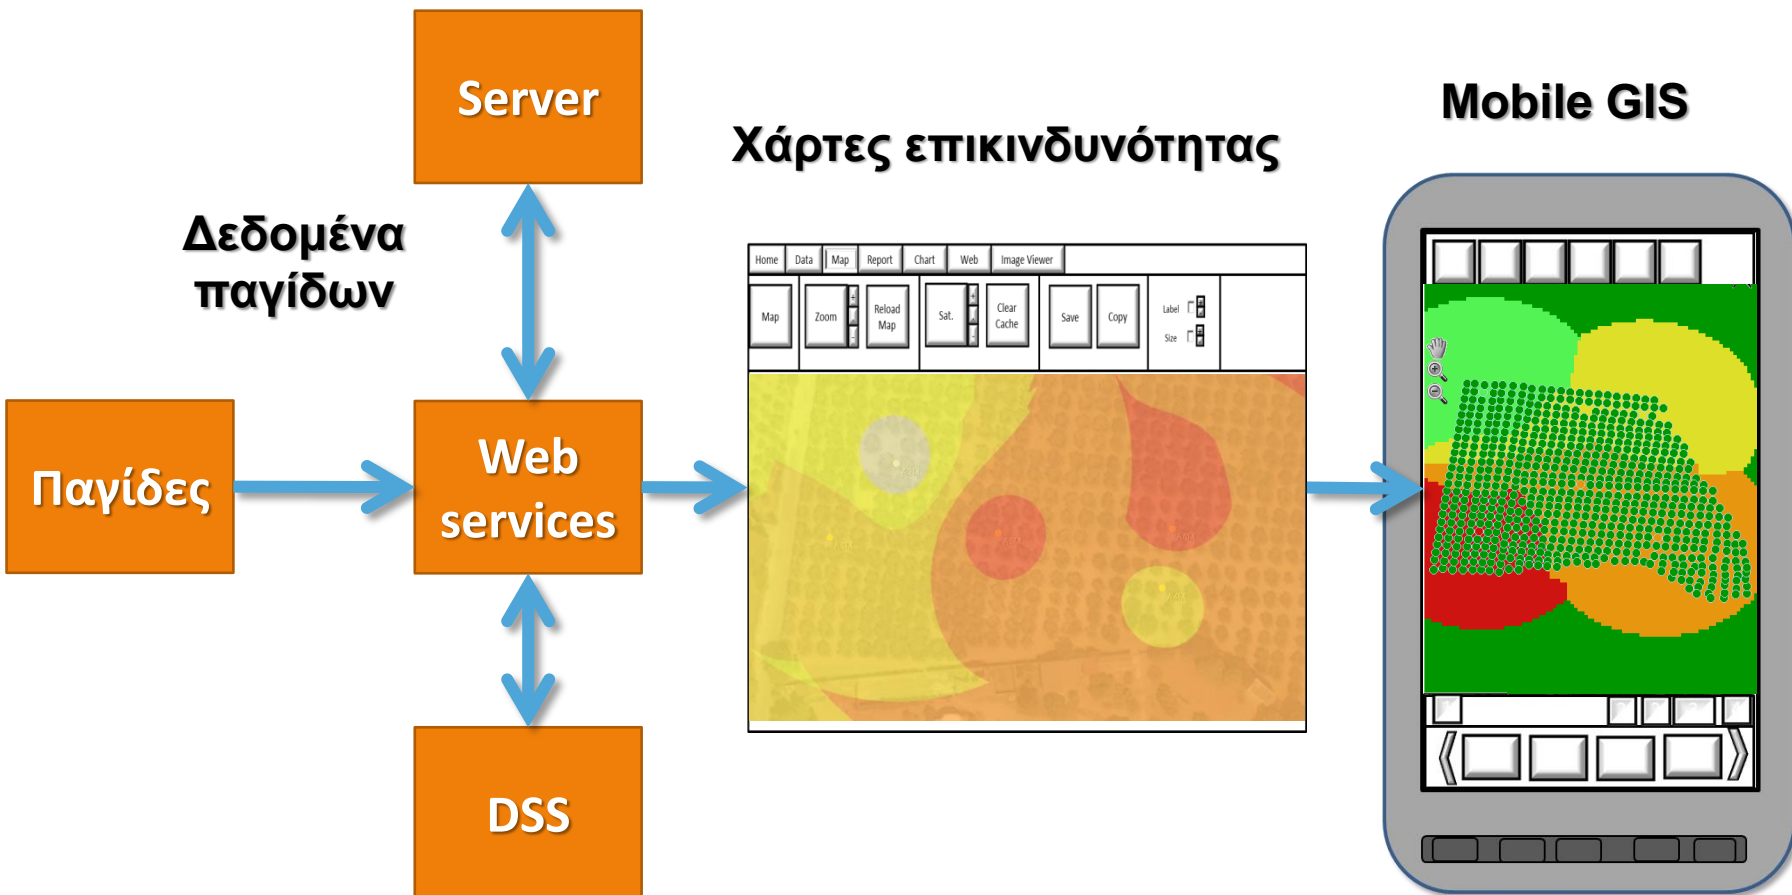 Server
Mobile GIS
Χάρτες επικινδυνότητας
Δεδομένα
παγίδων
Home Data Map Report Chart Web Image Viewer
Map Zoom Reload Map Sat. Clear Cache Save Copy Label Size
Παγίδες
Web
services
DSS